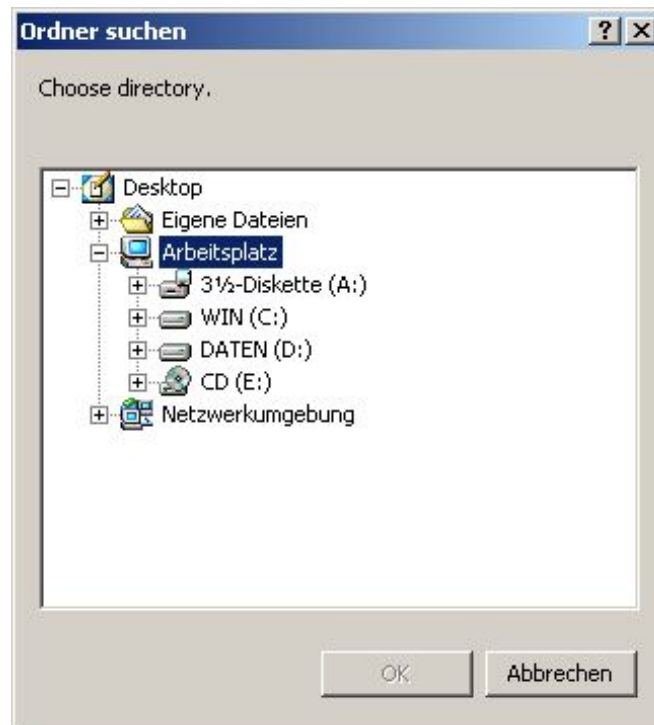 Ordner suchen
Choose directory.
Desktop
Eigene Dateien
Arbeitsplatz
3½-Diskette (A:)
WIN (C:)
DATEN (D:)
CD (E:)
Netzwerkumgebung
OK Abbrechen